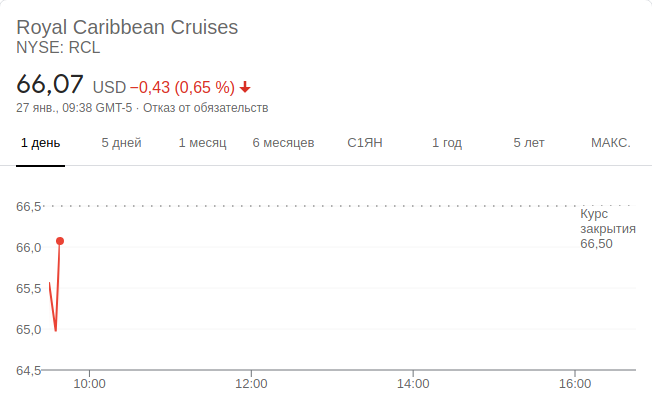 Royal Caribbean Cruises
NYSE: RCL
66,07 USD −0,43 (0,65 %)
27 янв., 09:38 GMT-5 · Отказ от обязательств
1 день 5 дней 1 месяц 6 месяцев С1ЯН 1 год 5 лет МАКС.
66,5
Курс
закрытия
66,50
66,0
65,5
65,0
64,5
10:00 12:00 14:00 16:00